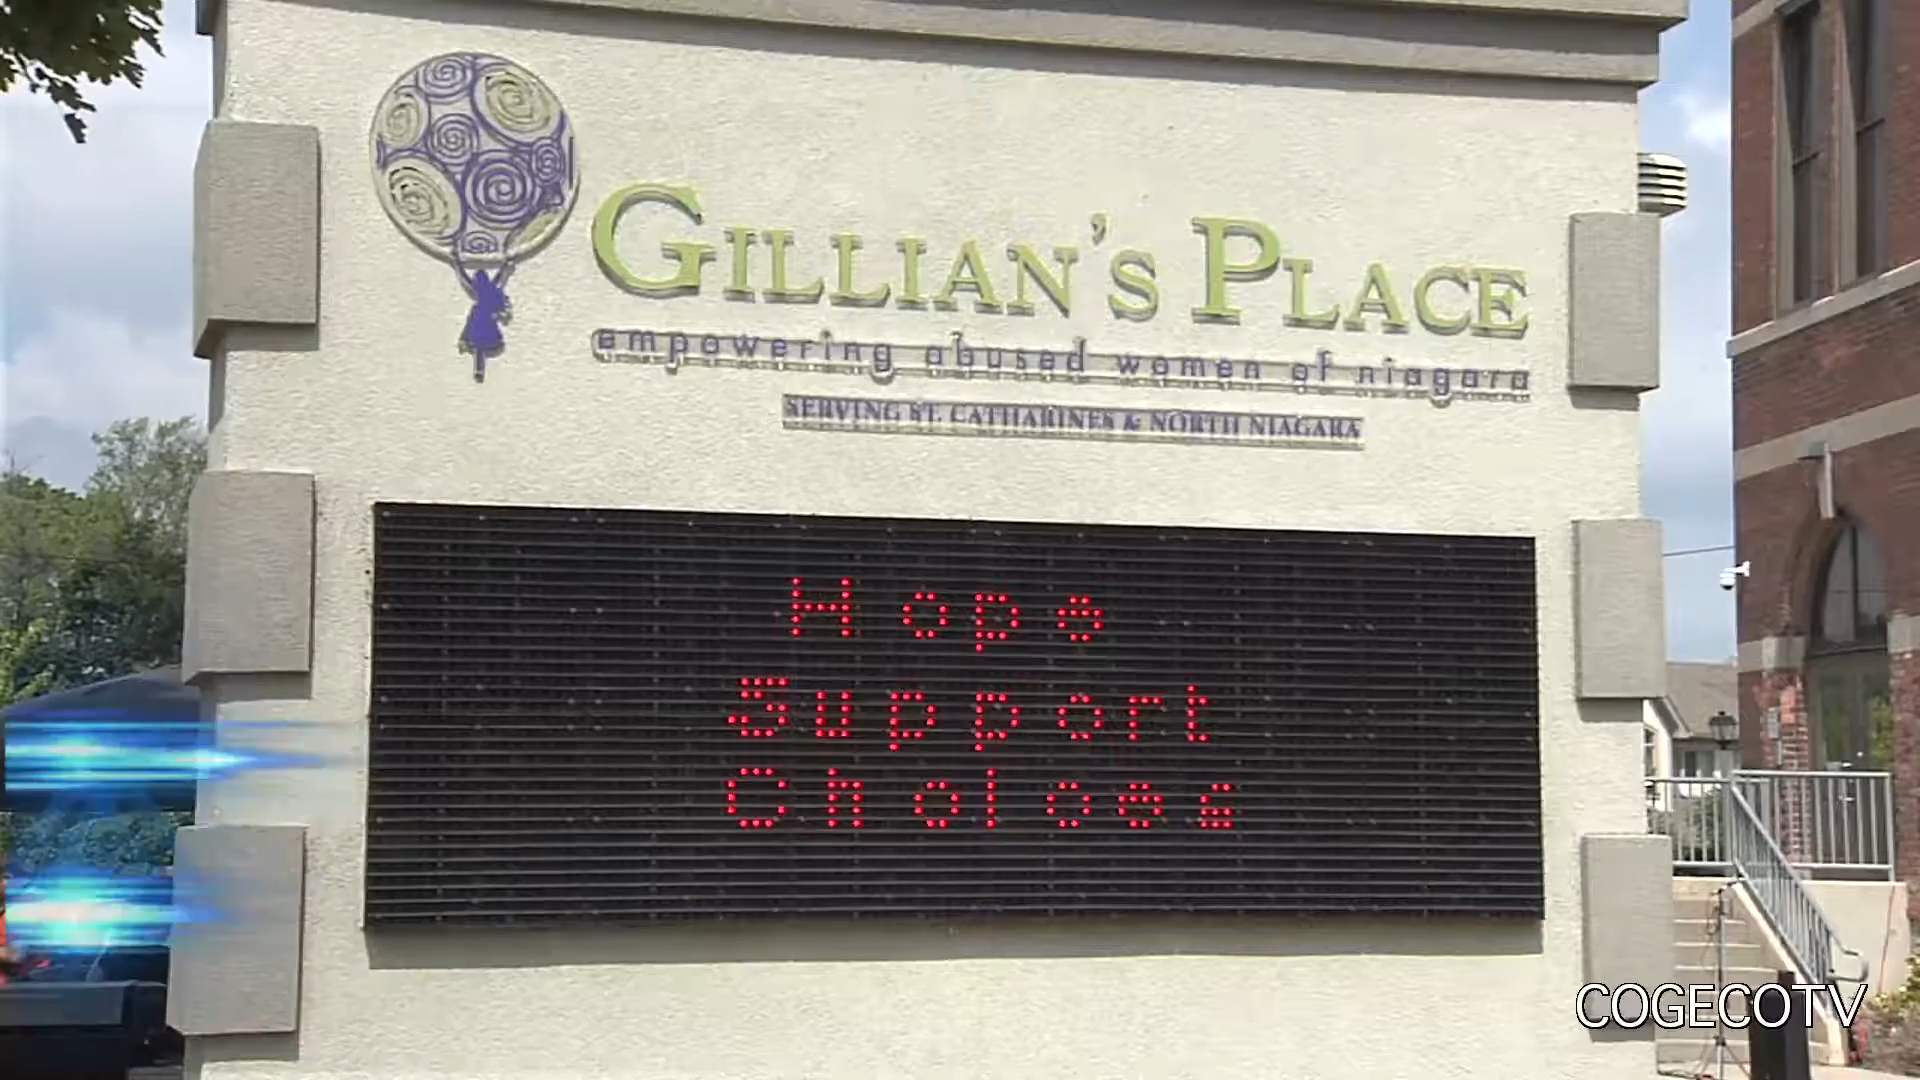 GILLIAN'S PLACE
empowering abused women of niagara
SERVING ST. CATHARINES & NORTH NIAGARA
Hope
Support
Choices
COGECOTV